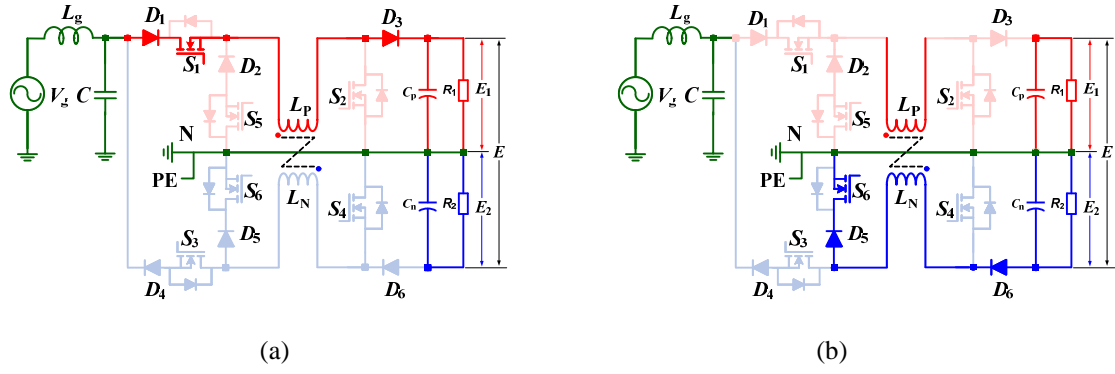 Lg
D1
S1
D2
S5
Vg
C
N
PE
LP
LN
S2
D3
Cp
R1
E1
E
S6
D5
S3
D4
S4
Cn
R2
E2
D6
(a)
Lg
D1
S1
D2
S5
Vg
C
N
PE
LP
LN
S2
D3
Cp
R1
E1
E
S6
D5
S3
D4
S4
Cn
R2
E2
D6
(b)